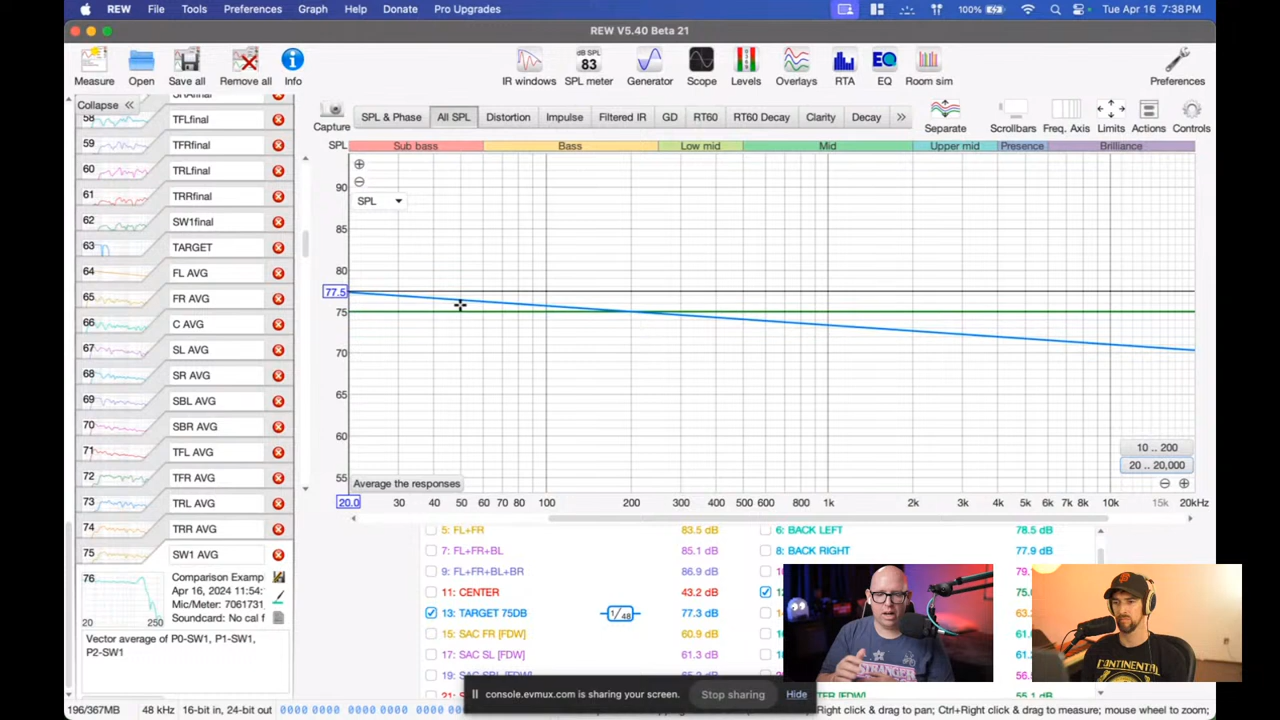 REW File Tools Preferences Graph Help Donate Pro Upgrades 100% Tue Apr 16 7:38 PM
REW V5.40 Beta 21
dB SPL
83
Measure Open Save all Remove all Info IR windows SPL meter Generator Scope Levels Overlays RTA EQ Room sim Preferences
Collapse
Capture SPL & Phase All SPL Distortion Impulse Filtered IR GD RT60 RT60 Decay Clarity Decay Separate Scrollbars Freq. Axis Limits Actions Controls
SPL Sub bass Bass Low mid Mid Upper mid Presence Brilliance
58 TFLfinal
59 TFRfinal
60 TRLfinal
61 TRRfinal
62 SW1final
63 TARGET
64 FL AVG
65 FR AVG
66 C AVG
67 SL AVG
68 SR AVG
69 SBL AVG
70 SBR AVG
71 TFL AVG
72 TFR AVG
73 TRL AVG
74 TRR AVG
75 SW1 AVG
76 Comparison Examp
Apr 16, 2024 11:54:
Mic/Meter: 7061731
20 250 Soundcard: No cal f
Vector average of P0-SW1, P1-SW1,
P2-SW1
90
SPL
85
80
77.5
75
70
65
60
55
10 .. 200
20 .. 20,000
Average the responses
20.0 30 40 50 60 70 80 100 200 300 400 500 600 800 1k 2k 3k 4k 5k 6k 7k 8k 10k 15k 20kHz
5: FL+FR 83.5 dB 6: BACK LEFT 78.5 dB
7: FL+FR+BL 85.1 dB 8: BACK RIGHT 77.9 dB
9: FL+FR+BL+BR 86.9 dB
11: CENTER 43.2 dB
13: TARGET 75DB 1/48 77.3 dB
15: SAC FR [FDW] 60.9 dB
17: SAC SL [FDW] 61.3 dB
console.evmux.com is sharing your screen. Stop sharing Hide
196/367MB 48 kHz 16-bit in, 24-out 0000 0000 0000 0000 0000 Right click & drag to pan; Ctrl+Right click & drag to measure; mouse wheel to zoom;